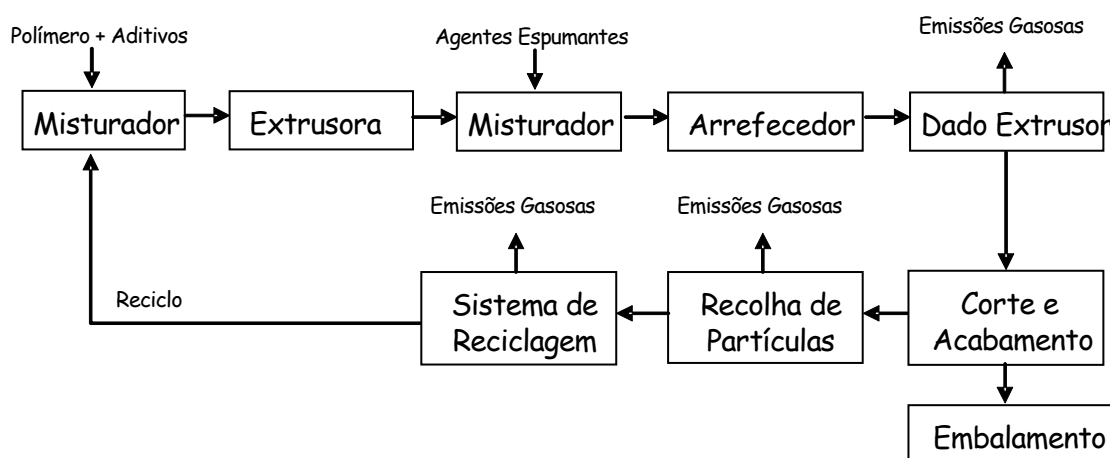 Emissões Gasosas
Polímero + Aditivos
Agentes Espumantes
Misturador
Extrusora
Misturador
Arrefecedor
Dado Extrusor
Emissões Gasosas
Emissões Gasosas
Reciclo
Sistema de
Reciclagem
Recolha de
Partículas
Corte e
Acabamento
Embalamento